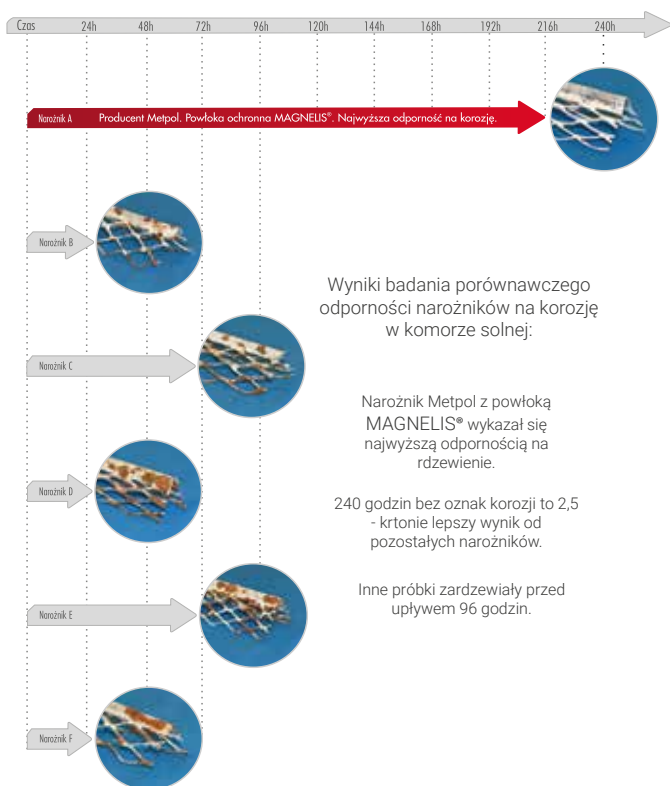 Czas 24h 48h 72h 96h 120h 144h 168h 192h 216h 240h
Narożnik A Producent Metpol. Powłoka ochronna MAGNELIS®. Najwyższa odporność na korozję.
Narożnik B
Wyniki badania porównawczego
odporności narożników na korozję
w komorze solnej:
Narożnik C
Narożnik Metpol z powłoką
MAGNELIS® wykazał się
najwyższą odpornością na
rdzewienie.
Narożnik D
240 godzin bez oznak korozji to 2,5
- krtonie lepszy wynik od
pozostałych narożników.
Inne próbki zardzewiały przed
upływem 96 godzin.
Narożnik E
Narożnik F